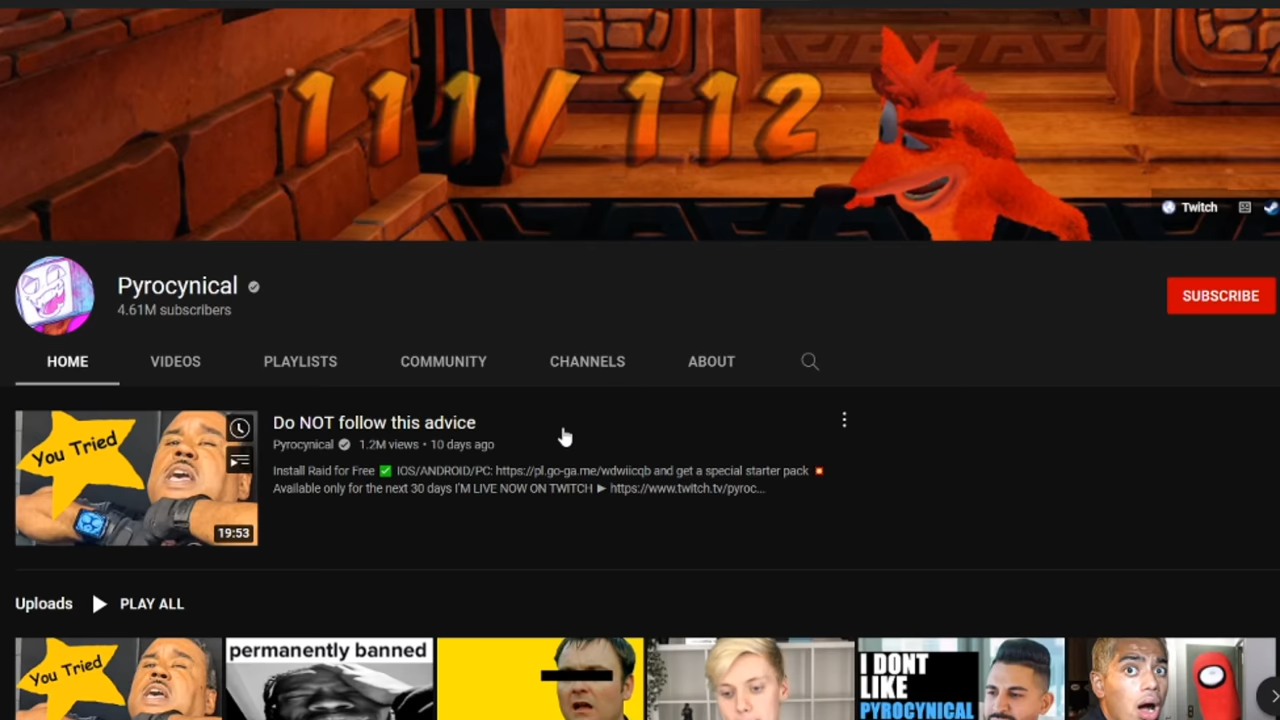 111/112
Twitch
Pyrocynical
4.61M subscribers
SUBSCRIBE
HOME VIDEOS PLAYLISTS COMMUNITY CHANNELS ABOUT
You Tried
19:53
Do NOT follow this advice
Pyrocynical 1.2M views • 10 days ago
Install Raid for Free ✅ IOS/ANDROID/PC: https://pl.go-ga.me/wdwiicqb and get a special starter pack 💥
Available only for the next 30 days I'M LIVE NOW ON TWITCH ► https://www.twitch.tv/pyroc...
Uploads PLAY ALL
You Tried
permanently banned
I DONT
LIKE
PYROCYNICAL